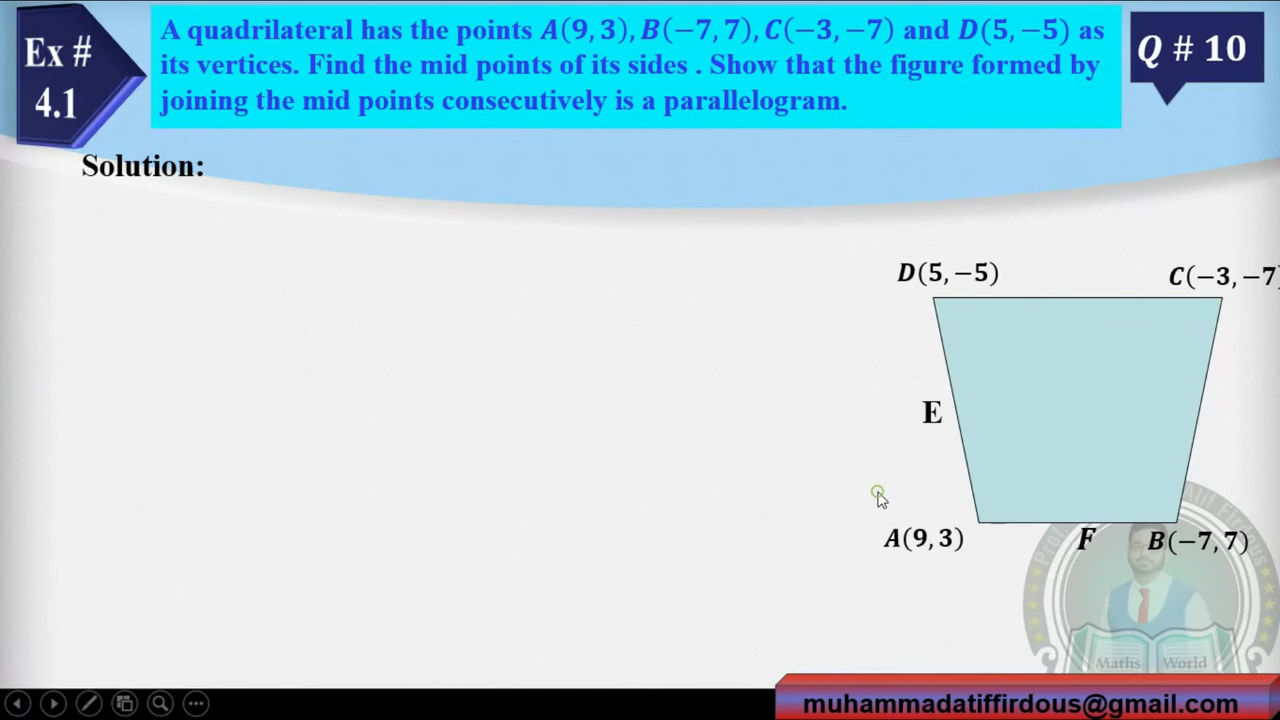 Ex #
4.1
A quadrilateral has the points A(9, 3), B(−7, 7), C(−3, −7) and D(5, −5) as
its vertices. Find the mid points of its sides . Show that the figure formed by
joining the mid points consecutively is a parallelogram.
Q # 10
Solution:
D(5, −5)
C(−3, −7)
E
A(9, 3)
F
B(−7, 7)
Maths World
muhammadatiffirdous@gmail.com